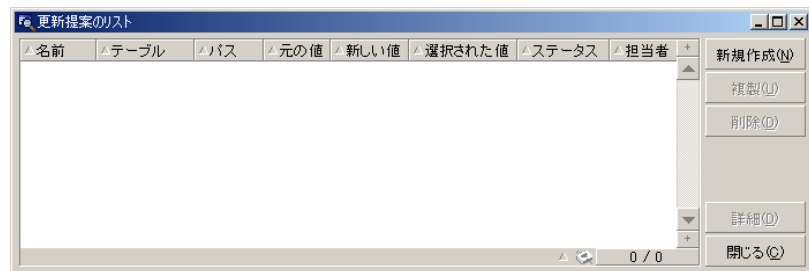 更新提案のリスト
名前 テーブル パス 元の値 新しい値 選択された値 ステータス 担当者 +
新規作成(N)
複製(U)
削除(D)
詳細(D)
+
0 / 0
閉じる(C)